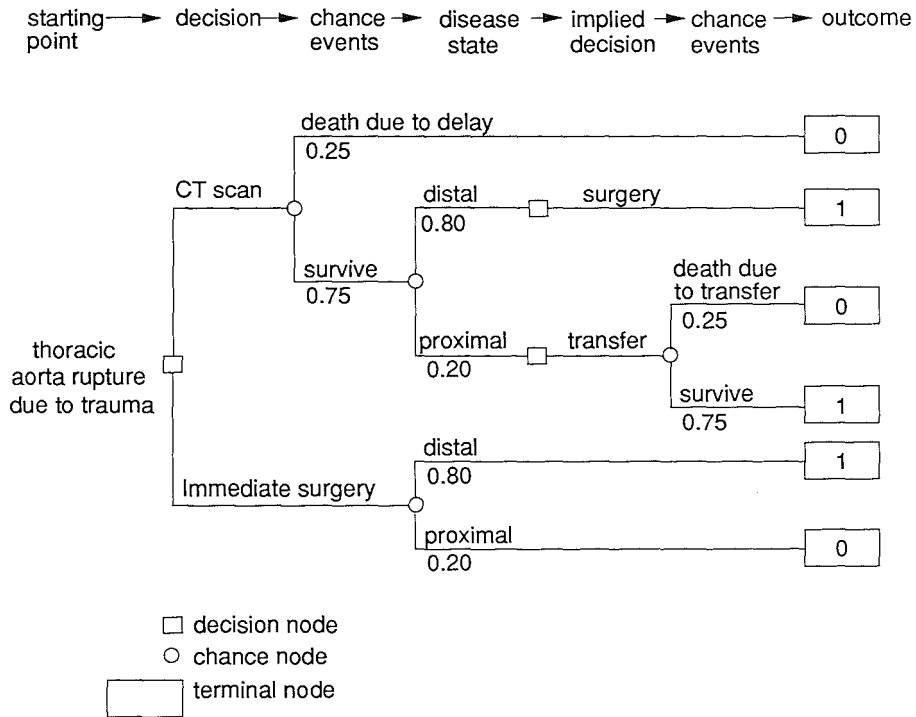 starting point
decision
chance events
disease state
implied decision
chance events
outcome
death due to delay
0.25
0
CT scan
distal
0.80
surgery
1
survive
0.75
death due
to transfer
0.25
0
proximal
0.20
transfer
survive
0.75
1
thoracic
aorta rupture
due to trauma
Immediate surgery
distal
0.80
1
proximal
0.20
0
decision node
chance node
terminal node